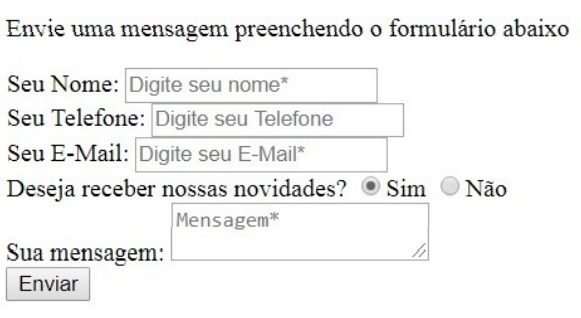 Envie uma mensagem preenchendo o formulário abaixo
Seu Nome: Digite seu nome*
Seu Telefone: Digite seu Telefone
Seu E-Mail: Digite seu E-Mail*
Deseja receber nossas novidades? Sim Não
Sua mensagem: Mensagem*
Enviar